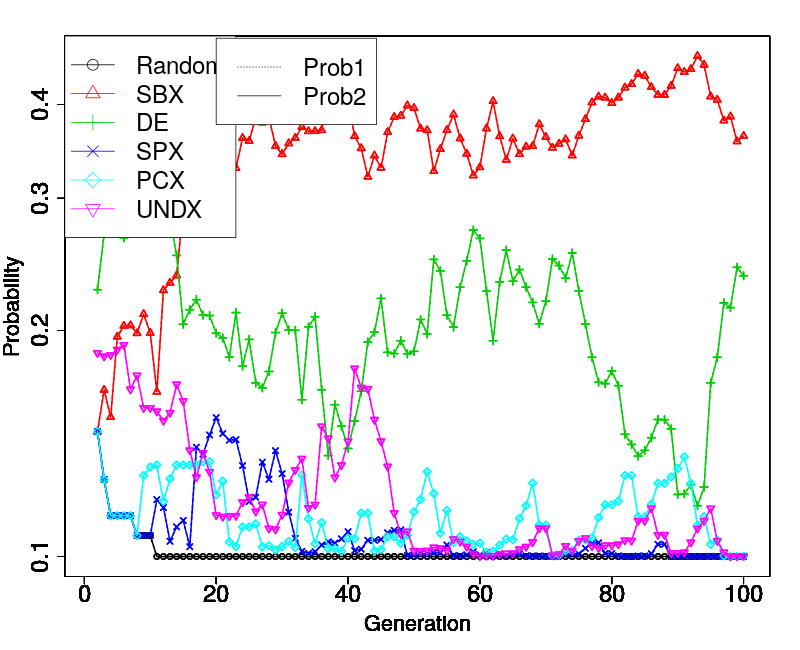 Random
SBX
DE
SPX
PCX
UNDX
Prob1
Prob2
0.4
0.3
0.2
0.1
Probability
0 20 40 60 80 100
Generation